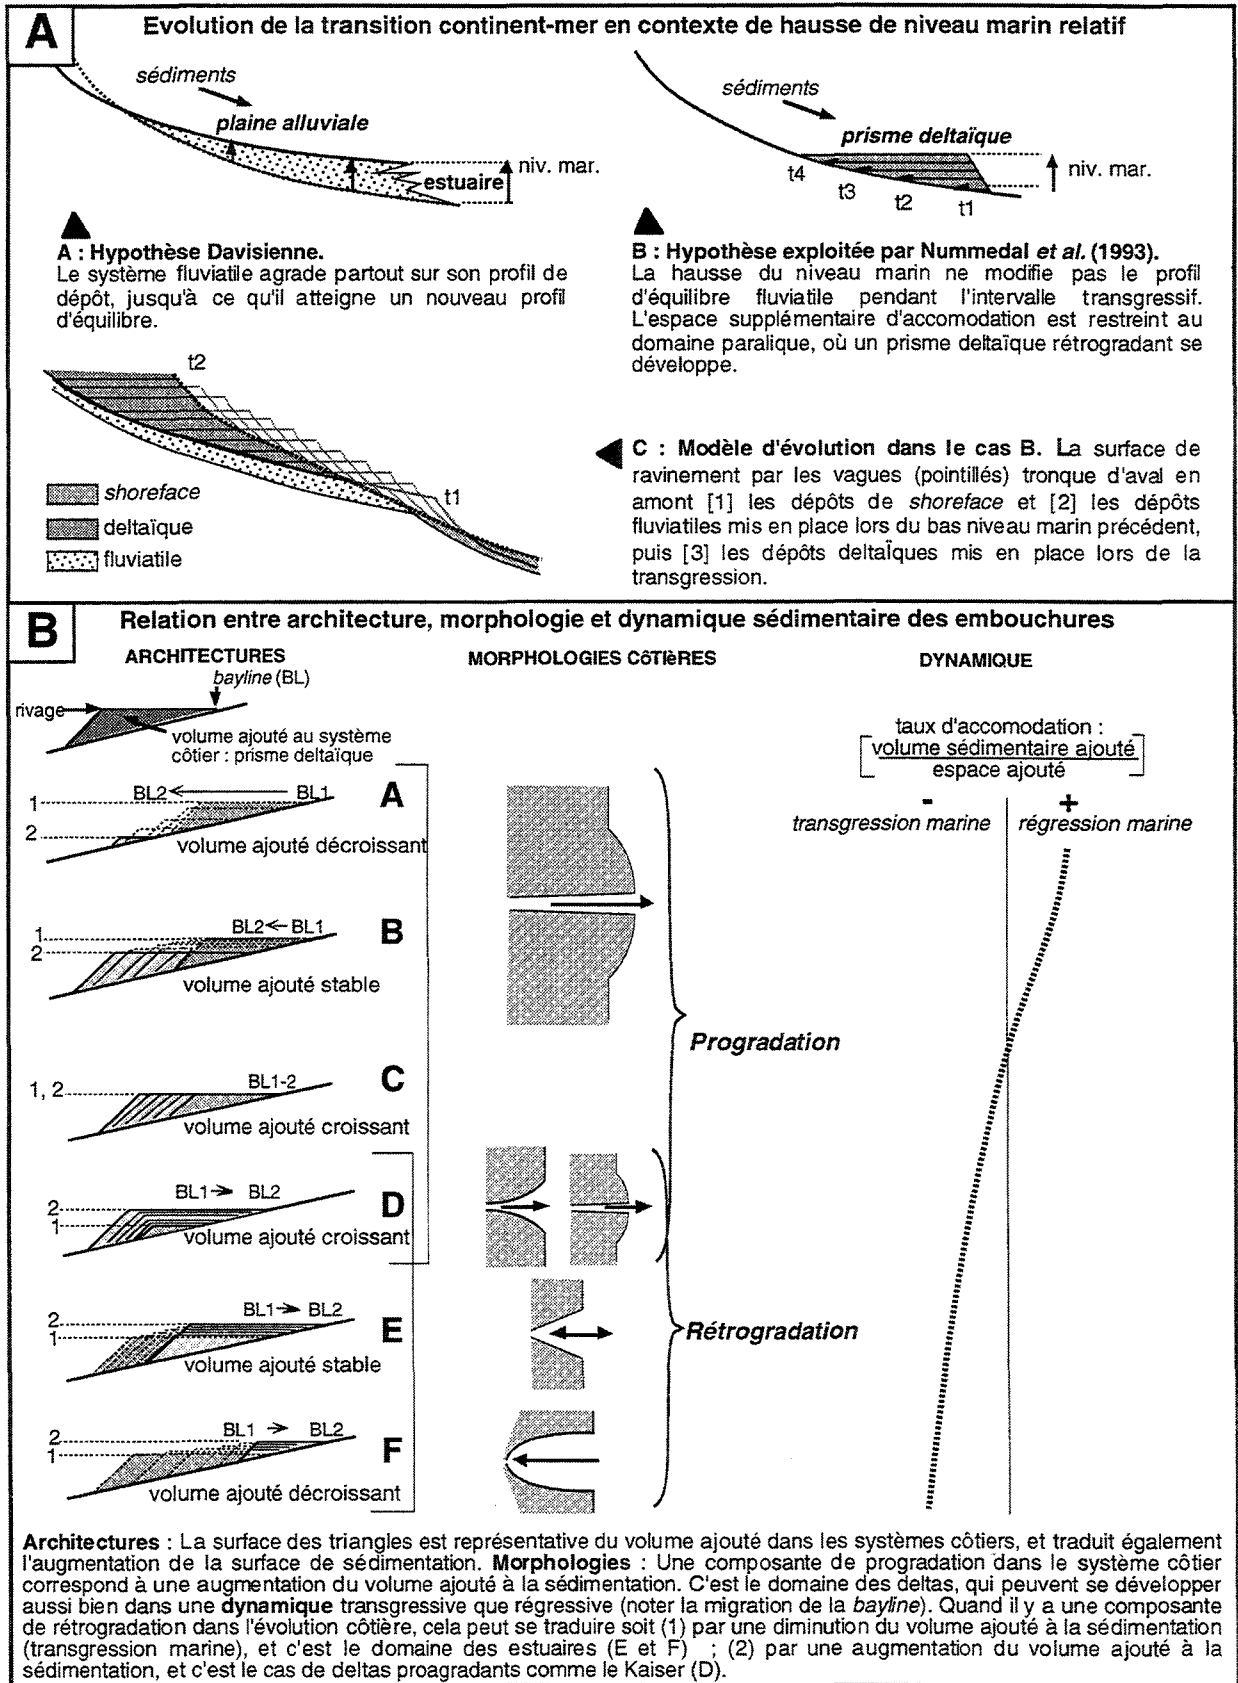 A
Evolution de la transition continent-mer en contexte de hausse de niveau marin relatif
sédiments
plaine alluviale
estuaire
niv. mar.
sédiments
prisme deltaïque
niv. mar.
t4
t3
t2
t1
A : Hypothèse Davisienne.
Le système fluviatile agrade partout sur son profil de
dépôt, jusqu'à ce qu'il atteigne un nouveau profil
d'équilibre.
B : Hypothèse exploitée par Nummedal et al. (1993).
La hausse du niveau marin ne modifie pas le profil
d'équilibre fluviatile pendant l'intervalle transgressif.
L'espace supplémentaire d'accomodation est restreint au
domaine paralique, où un prisme deltaïque rétrogradant se
développe.
t2
t1
shoreface
deltaïque
fluviatile
C : Modèle d'évolution dans le cas B. La surface de
ravinement par les vagues (pointillés) tronque d'aval en
amont [1] les dépôts de shoreface et [2] les dépôts
fluviatiles mis en place lors du bas niveau marin précédent,
puis [3] les dépôts deltaïques mis en place lors de la
transgression.
B
Relation entre architecture, morphologie et dynamique sédimentaire des embouchures
ARCHITECTURES
MORPHOLOGIES CôTIèRES
DYNAMIQUE
bayline (BL)
rivage
volume ajouté au système
côtier : prisme deltaïque
taux d'accomodation :
volume sédimentaire ajouté
espace ajouté
- +
transgression marine
régression marine
BL2 BL1
1
2
A
volume ajouté décroissant
BL2 BL1
1
2
B
volume ajouté stable
Progradation
BL1-2
1, 2
C
volume ajouté croissant
BL1 BL2
2
1
D
volume ajouté croissant
BL1 BL2
2
1
E
volume ajouté stable
Rétrogradation
BL1 BL2
2
1
F
volume ajouté décroissant
Architectures : La surface des triangles est représentative du volume ajouté dans les systèmes côtiers, et traduit également
l'augmentation de la surface de sédimentation. Morphologies : Une composante de progradation dans le système côtier
correspond à une augmentation du volume ajouté à la sédimentation. C'est le domaine des deltas, qui peuvent se développer
aussi bien dans une dynamique transgressive que régressive (noter la migration de la bayline). Quand il y a une composante
de rétrogradation dans l'évolution côtière, cela peut se traduire soit (1) par une diminution du volume ajouté à la sédimentation
(transgression marine), et c'est le domaine des estuaires (E et F) ; (2) par une augmentation du volume ajouté à la
sédimentation, et c'est le cas de deltas proagradants comme le Kaiser (D).